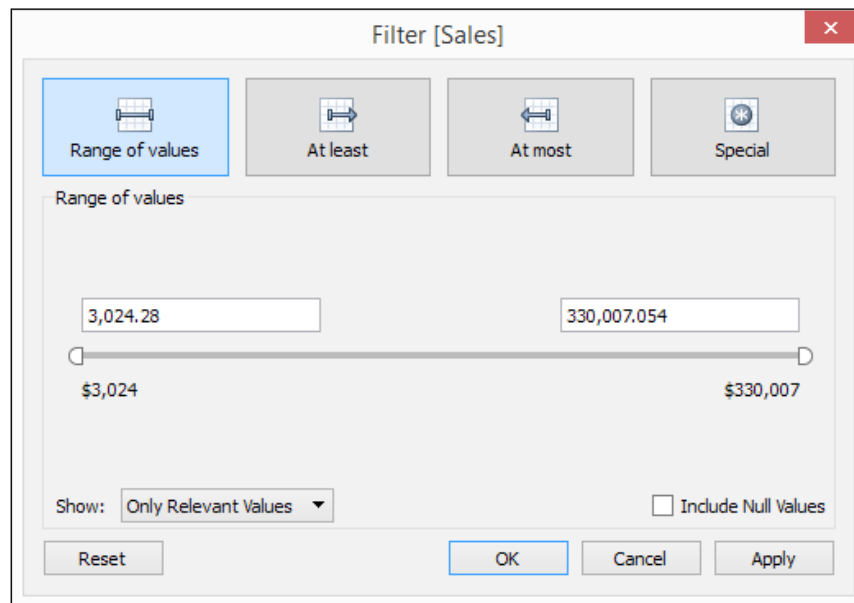 Filter [Sales]
Range of values
At least
At most
Special
Range of values
3,024.28
330,007.054
$3,024
$330,007
Show:
Only Relevant Values
Include Null Values
Reset
OK
Cancel
Apply